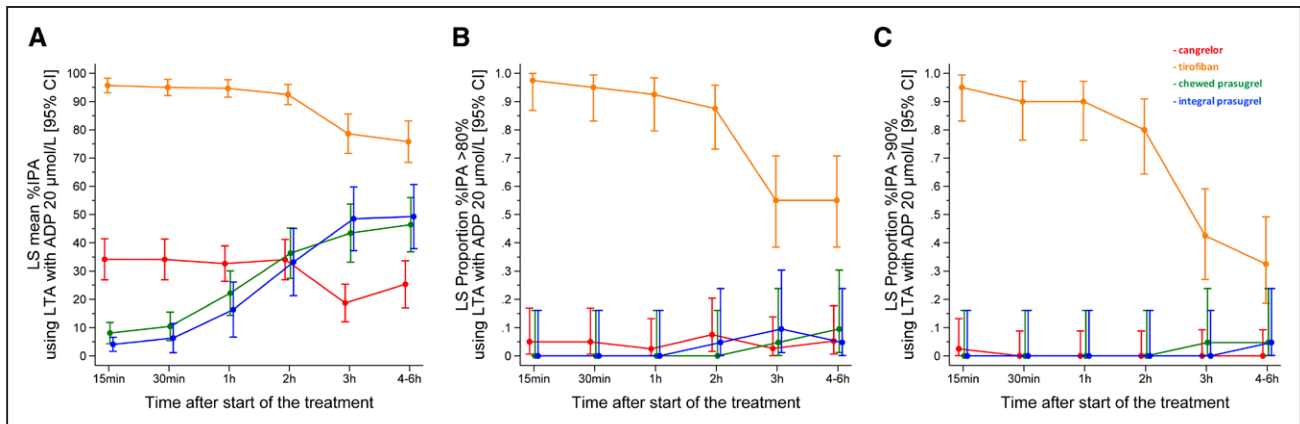 A
LS mean %IPA
using LTA with ADP 20 µmol/L [95% CI]
100
90
80
70
60
50
40
30
20
10
0
15min 30min 1h 2h 3h 4-6h
Time after start of the treatment
B
LS Proportion %IPA >80%
using LTA with ADP 20 µmol/L [95% CI]
1.0
.9
.8
.7
.6
.5
.4
.3
.2
.1
0
15min 30min 1h 2h 3h 4-6h
Time after start of the treatment
C
LS Proportion %IPA >90%
using LTA with ADP 20 µmol/L [95% CI]
1.0
.9
.8
.7
.6
.5
.4
.3
.2
.1
0
15min 30min 1h 2h 3h 4-6h
Time after start of the treatment
- cangrelor
- tirofiban
- chewed prasugrel
- integral prasugrel